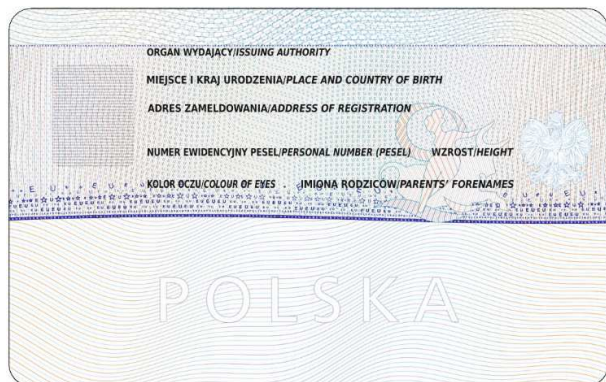 ORGAN WYDAJĄCY/ISSUING AUTHORITY
MIEJSCE I KRAJ URODZENIA/PLACE AND COUNTRY OF BIRTH
ADRES ZAMELDOWANIA/ADDRESS OF REGISTRATION
NUMER EWIDENCYJNY PESEL/PERSONAL NUMBER (PESEL) WZROST/HEIGHT
KOLOR OCZU/COLOUR OF EYES IMIONA RODZICÓW/PARENTS' FORENAMES
POLSKA